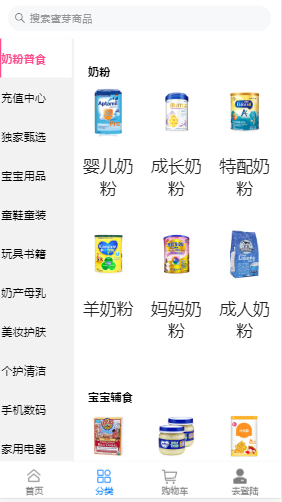 搜索蜜芽商品
奶粉普食
充值中心
独家甄选
宝宝用品
童鞋童装
玩具书籍
奶产母乳
美妆护肤
个护清洁
手机数码
家用电器
奶粉
Aptamil
婴儿奶
粉
成长奶
粉
特配奶
粉
羊奶粉
妈妈奶
粉
成人奶
粉
宝宝辅食
首页
分类
购物车
去登陆